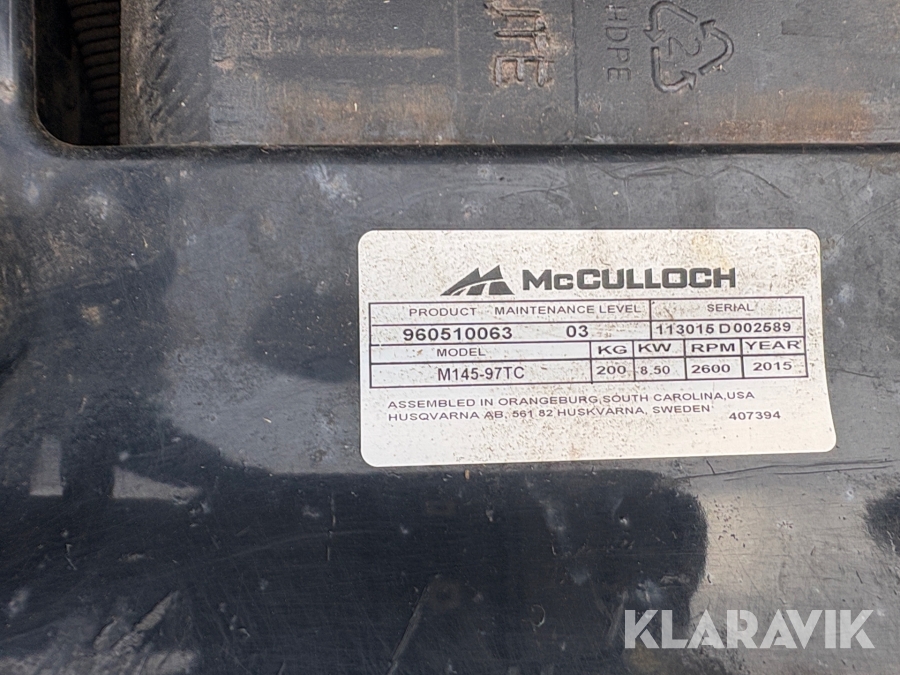 HDPE
2
McCULLOCH
PRODUCT MAINTENANCE LEVEL SERIAL
960510063 03 113015 D 002589
MODEL KG KW RPM YEAR
M145-97TC 200 8.50 2600 2015
ASSEMBLED IN ORANGEBURG,SOUTH CAROLINA,USA
HUSQVARNA AB, 561 82 HUSKVARNA, SWEDEN 407394
KLARAVIK